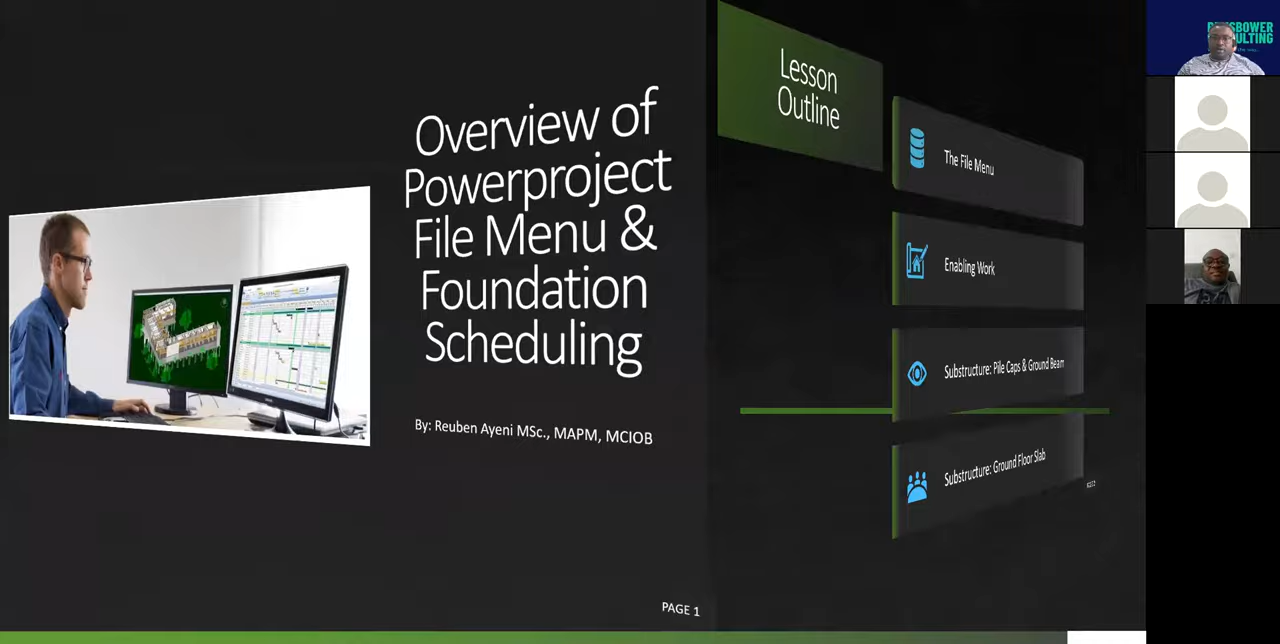 Overview of
Powerproject
File Menu &
Foundation
Scheduling
By: Reuben Ayeni MSc., MAPM, MCIOB
PAGE 1
Lesson
Outline
The File Menu
Enabling Work
Substructure: Pile Caps & Ground Beam
Substructure: Ground Floor Slab